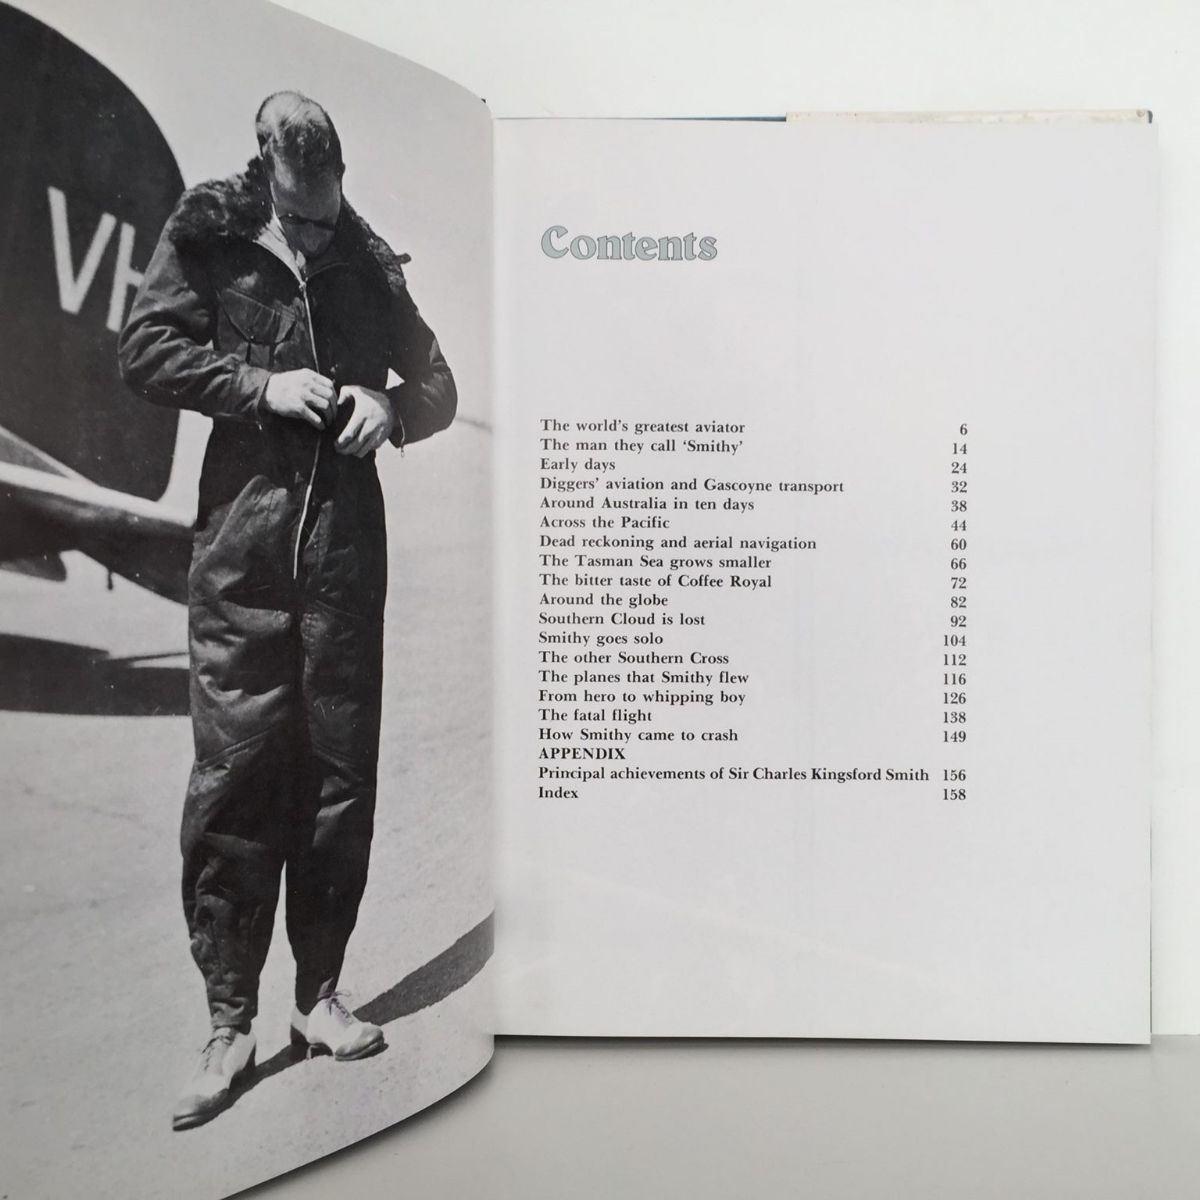 VH
Contents
The world's greatest aviator 6
The man they call 'Smithy' 14
Early days 24
Diggers' aviation and Gascoyne transport 32
Around Australia in ten days 38
Across the Pacific 44
Dead reckoning and aerial navigation 60
The Tasman Sea grows smaller 66
The bitter taste of Coffee Royal 72
Around the globe 82
Southern Cloud is lost 92
Smithy goes solo 104
The other Southern Cross 112
The planes that Smithy flew 116
From hero to whipping boy 126
The fatal flight 138
How Smithy came to crash 149
APPENDIX
Principal achievements of Sir Charles Kingsford Smith 156
Index 158